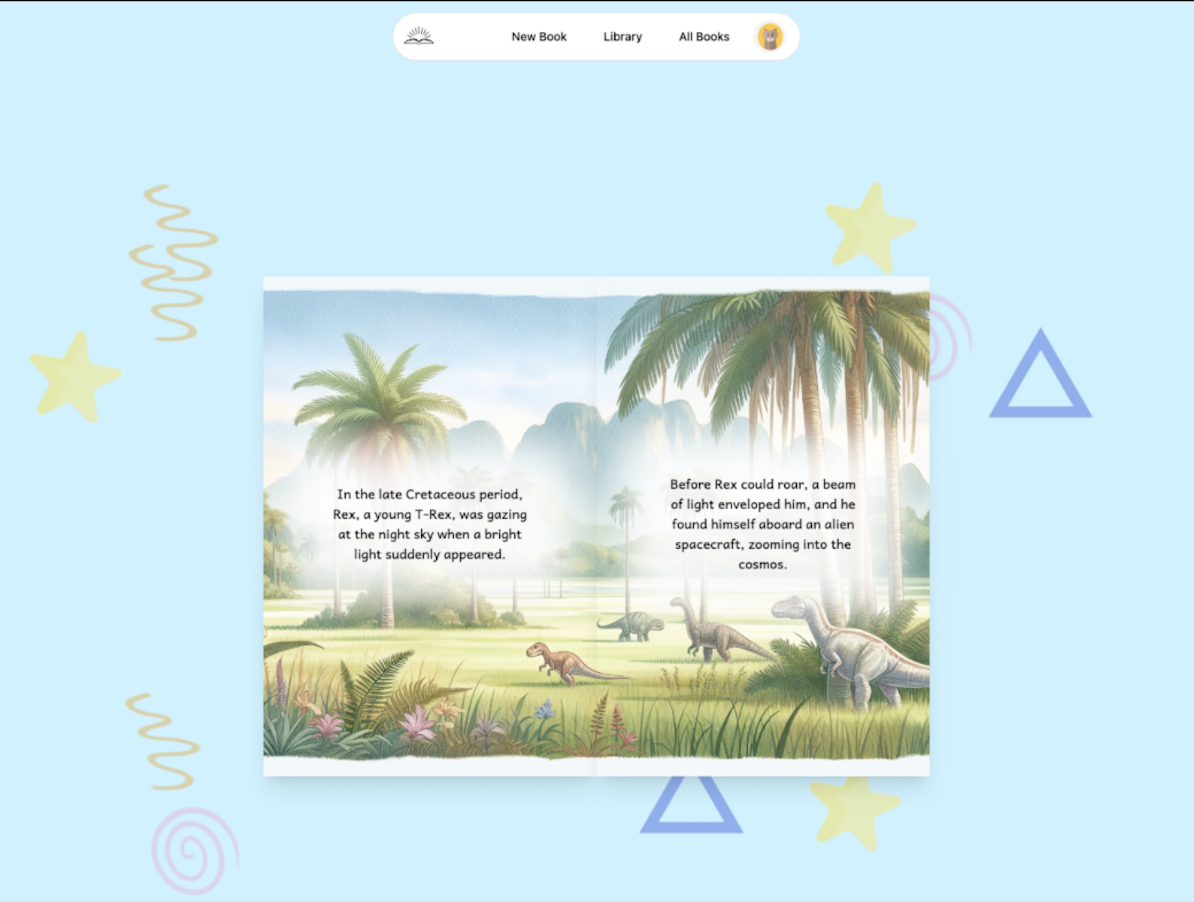 New Book
Library
All Books
In the late Cretaceous period,
Rex, a young T-Rex, was gazing
at the night sky when a bright
light suddenly appeared.
Before Rex could roar, a beam
of light enveloped him, and he
found himself aboard an alien
spacecraft, zooming into the
cosmos.